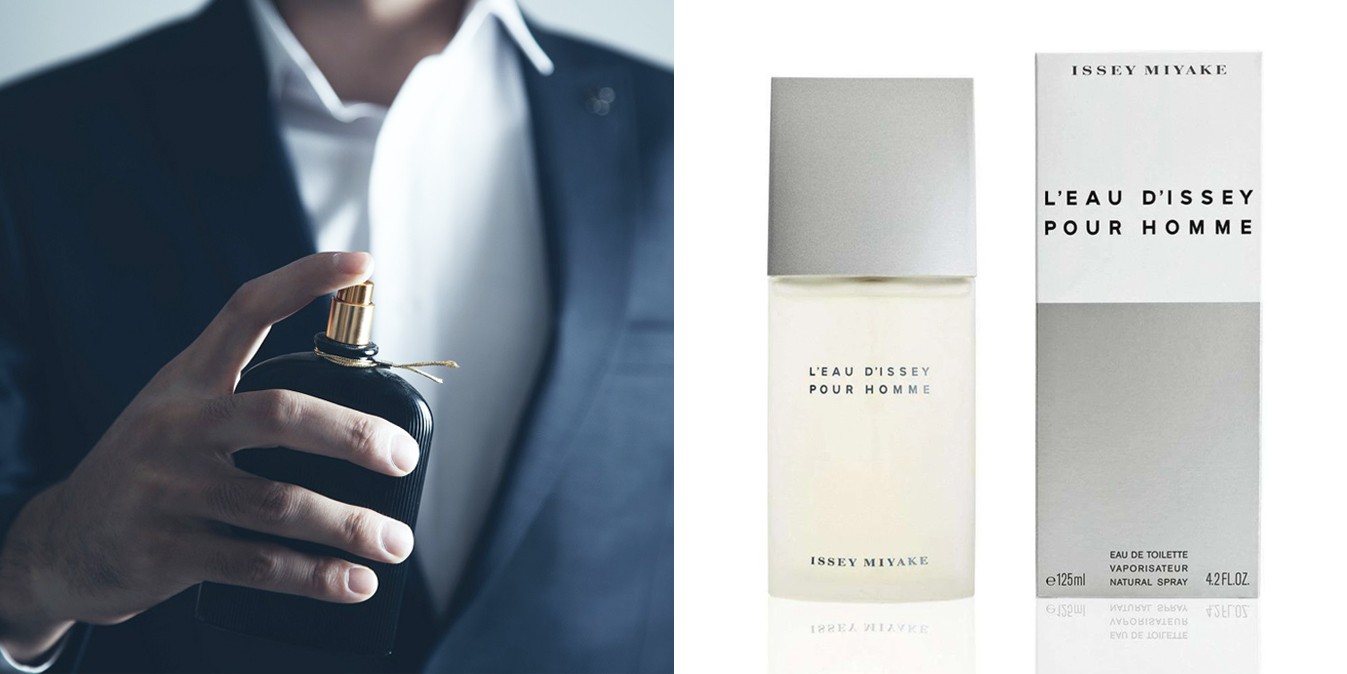 L'EAU D'ISSEY
POUR HOMME
ISSEY MIYAKE
ISSEY MIYAKE
L'EAU D'ISSEY
POUR HOMME
EAU DE TOILETTE
VAPORISATEUR
NATURAL SPRAY
℮125ml
4.2 FL.OZ.